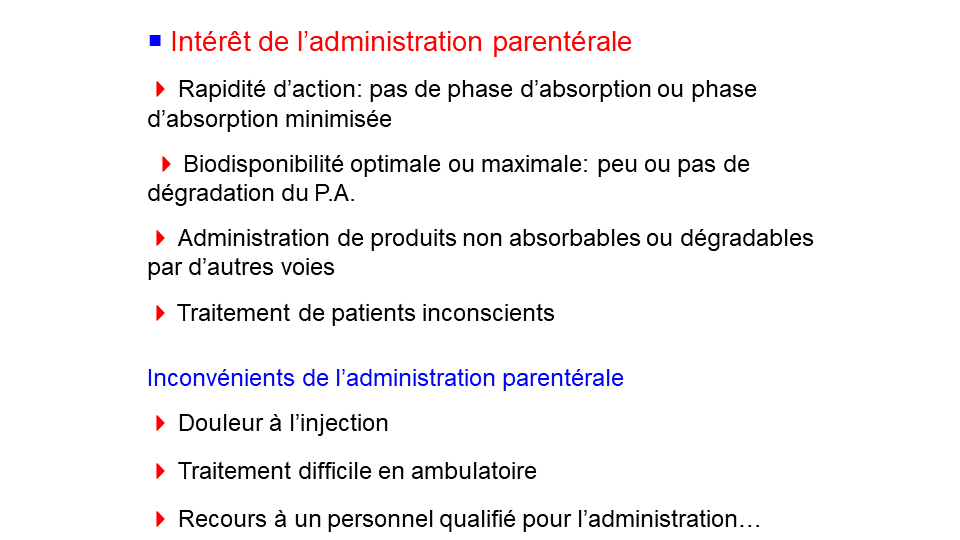 Intérêt de l’administration parentérale
Rapidité d’action: pas de phase d’absorption ou phase
d’absorption minimisée
Biodisponibilité optimale ou maximale: peu ou pas de
dégradation du P.A.
Administration de produits non absorbables ou dégradables
par d’autres voies
Traitement de patients inconscients
Inconvénients de l’administration parentérale
Douleur à l’injection
Traitement difficile en ambulatoire
Recours à un personnel qualifié pour l’administration…